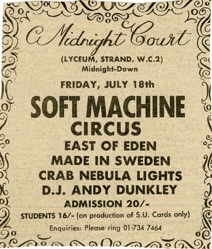 A Midnight Court
(LYCEUM, STRAND, W.C.2)
Midnight-Dawn
FRIDAY, JULY 18th
SOFT MACHINE
CIRCUS
EAST OF EDEN
MADE IN SWEDEN
CRAB NEBULA LIGHTS
D.J. ANDY DUNKLEY
ADMISSION 20/-
STUDENTS 16/- (on production of S.U. Cards only)
Enquiries: Please ring 01-734 7464